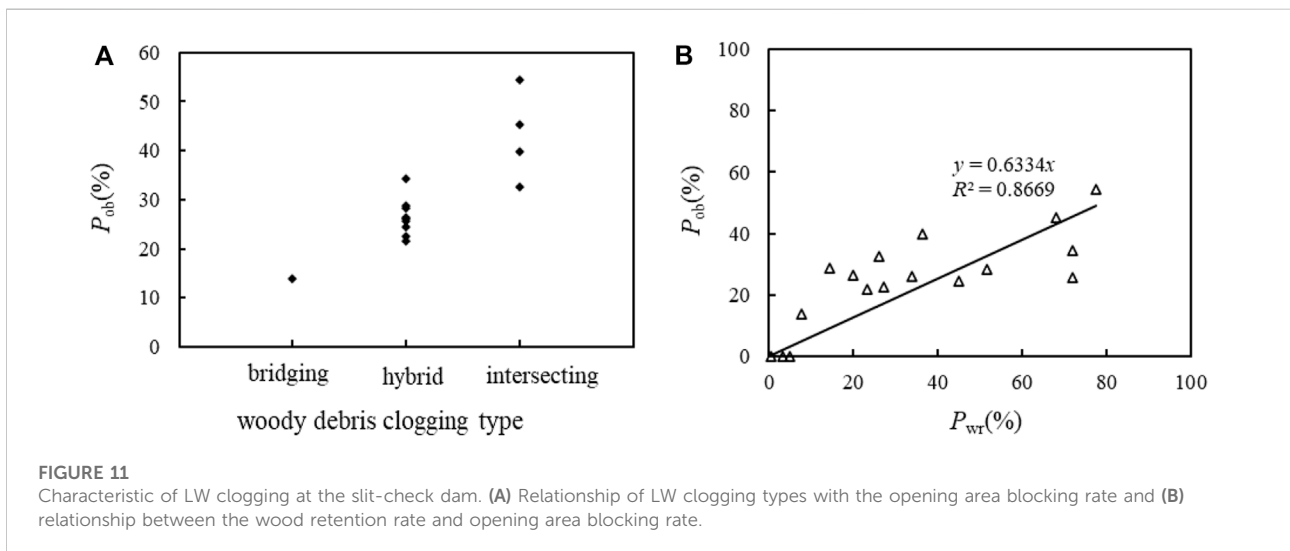 A
60
50
40
30
20
10
0
P_ob(%)
bridging hybrid intersecting
woody debris clogging type
B
100
80
60
40
20
0
P_ob(%)
y = 0.6334x
R² = 0.8669
0 20 40 60 80 100
P_wr(%)
FIGURE 11
Characteristic of LW clogging at the slit-check dam. (A) Relationship of LW clogging types with the opening area blocking rate and (B)
relationship between the wood retention rate and opening area blocking rate.